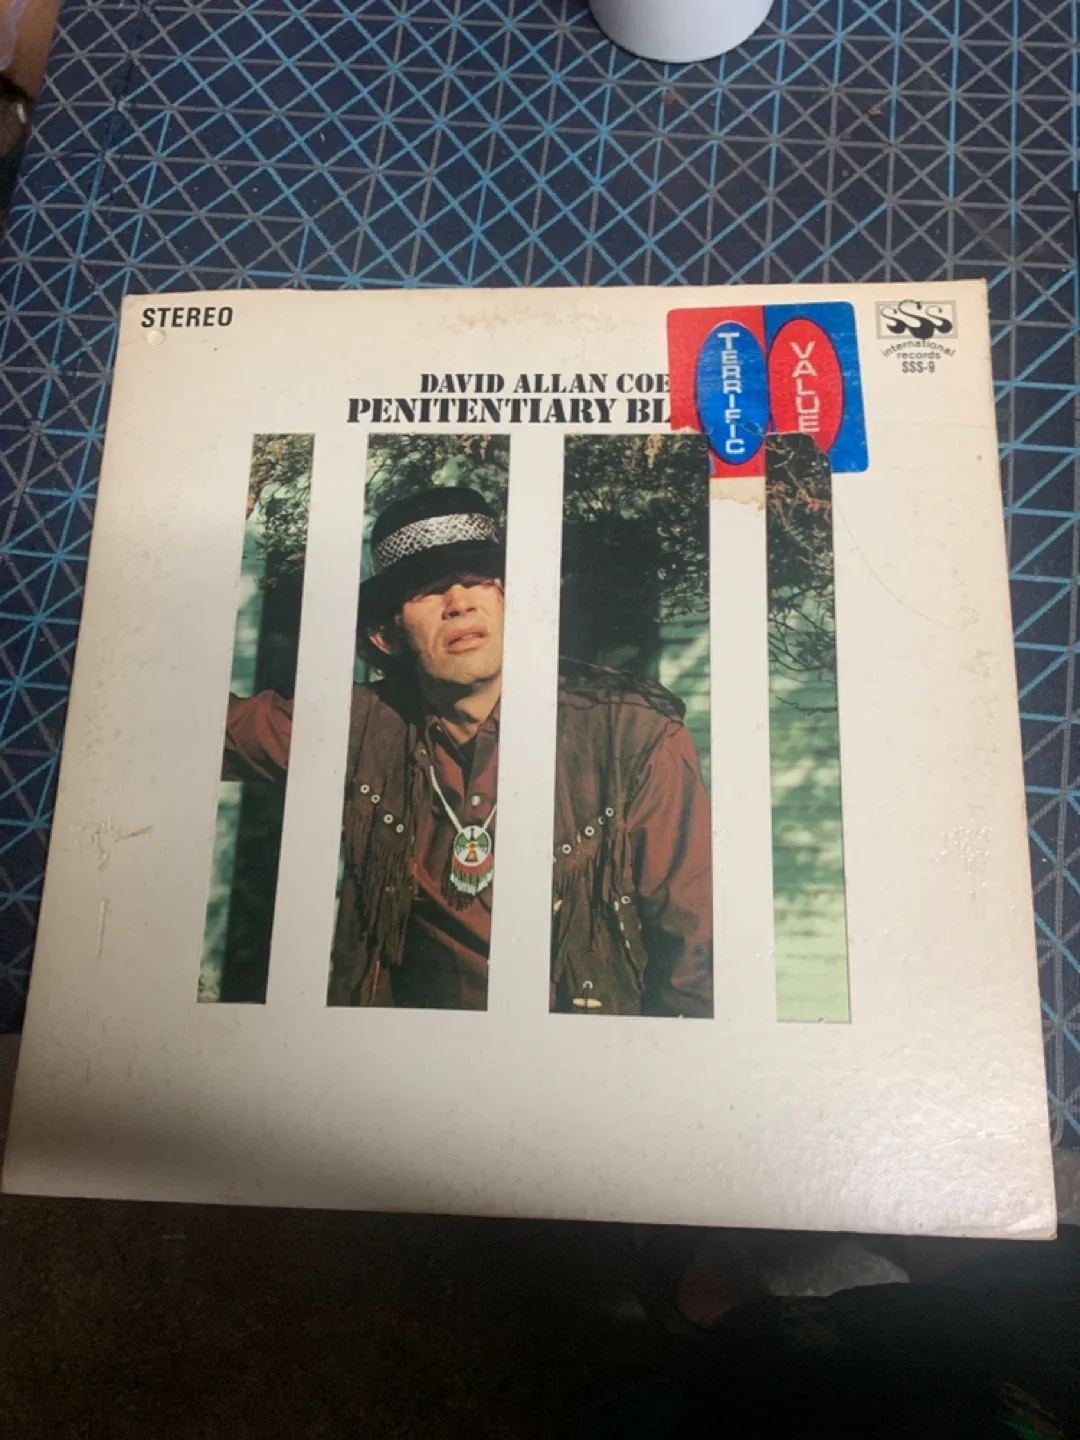 STEREO
SSS
international
records
SSS-9
TERRIFIC
VALUE
DAVID ALLAN COE
PENITENTIARY BL